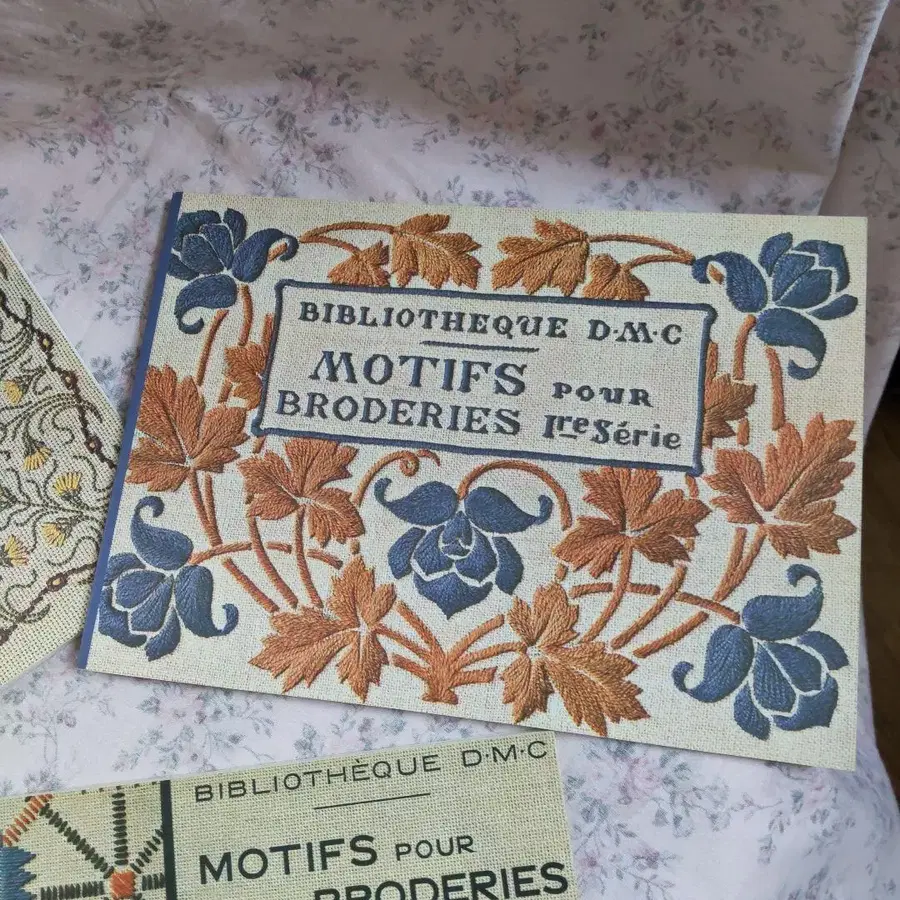 BIBLIOTHEQUE D·M·C
MOTIFS POUR
BRODERIES Ire Série
BIBLIOTHÈQUE D·M·C
MOTIFS POUR
BRODERIES